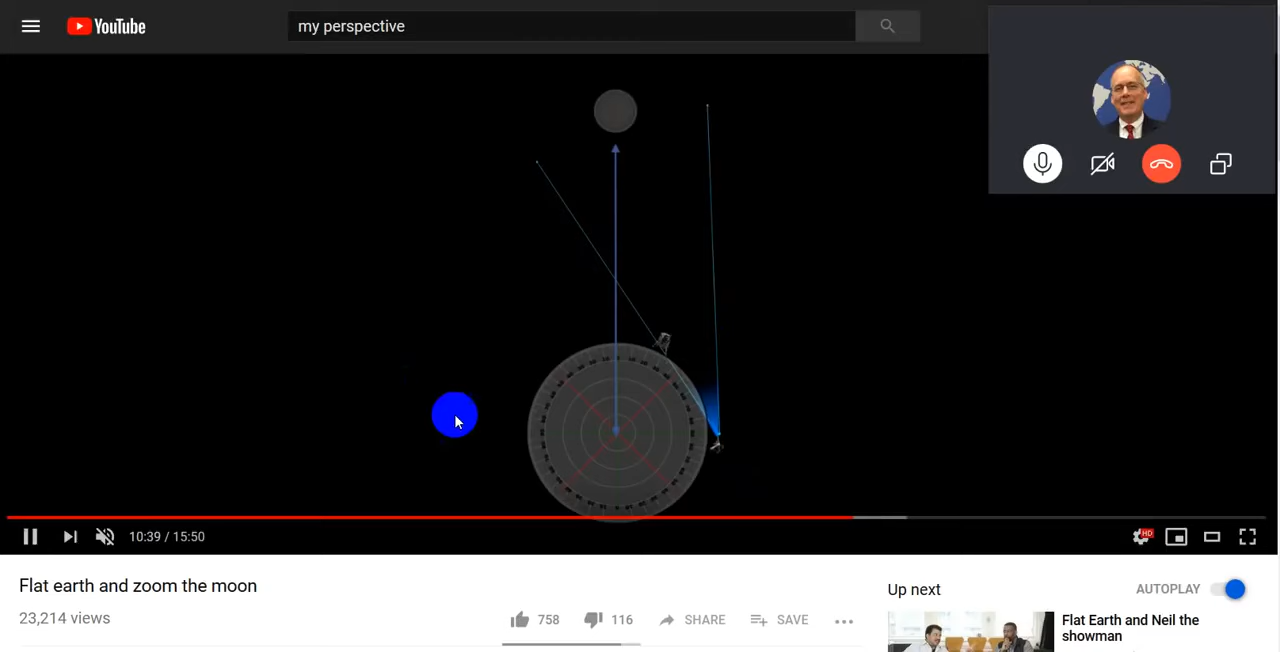 YouTube
my perspective
10:39 / 15:50
HD
Flat earth and zoom the moon
23,214 views
758
116
SHARE
SAVE
Up next
AUTOPLAY
Flat Earth and Neil the
showman